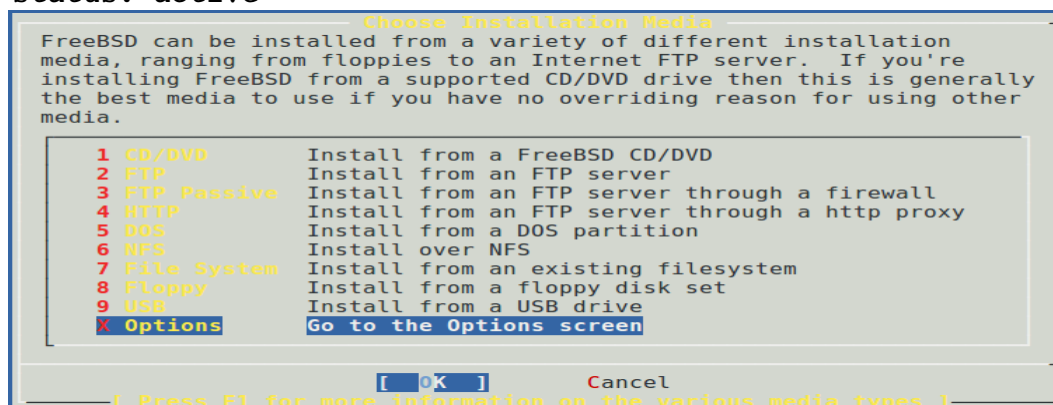 status: active
Choose Installation Media
FreeBSD can be installed from a variety of different installation
media, ranging from floppies to an Internet FTP server.  If you're
installing FreeBSD from a supported CD/DVD drive then this is generally
the best media to use if you have no overriding reason for using other
media.
1 CD/DVD Install from a FreeBSD CD/DVD
2 FTP Install from an FTP server
3 FTP Passive Install from an FTP server through a firewall
4 HTTP Install from an FTP server through a http proxy
5 DOS Install from a DOS partition
6 NFS Install over NFS
7 File System Install from an existing filesystem
8 Floppy Install from a floppy disk set
9 USB Install from a USB drive
X Options Go to the Options screen
[ OK ] Cancel
[ Press F1 for more information on the various media types ]